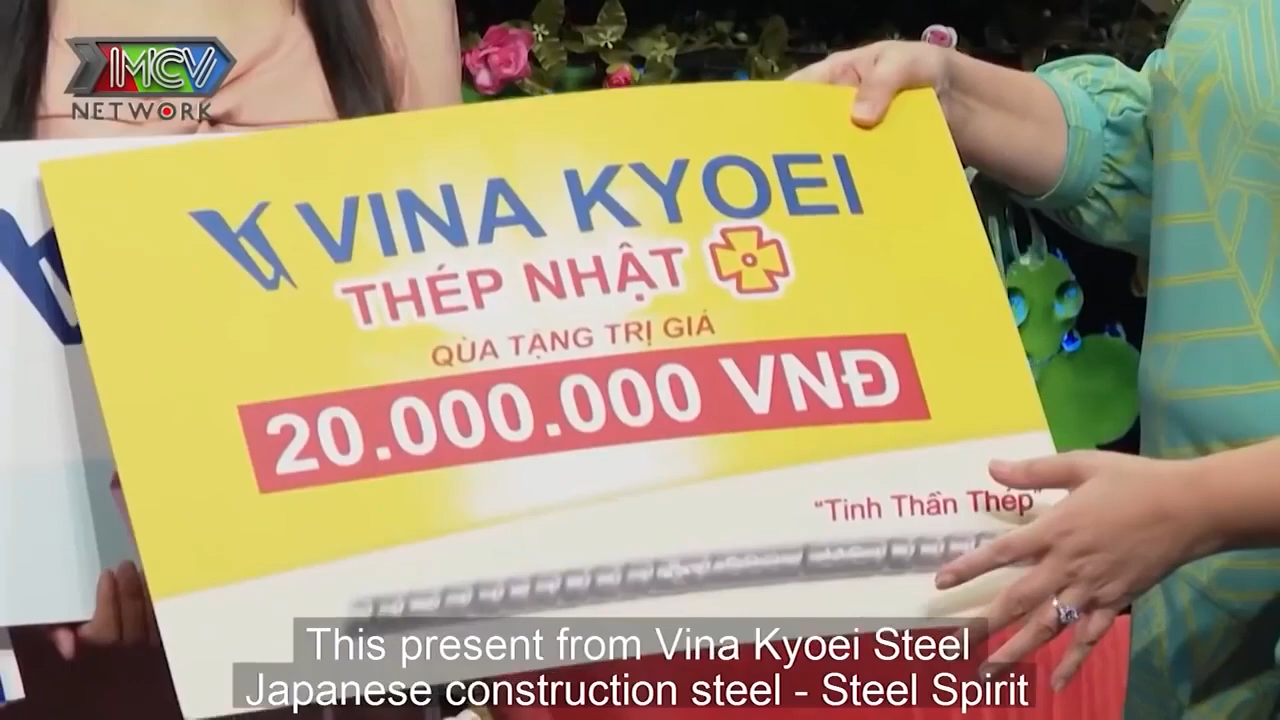 MCV
NETWORK
VINA KYOEI
THÉP NHẬT
QÙA TẶNG TRỊ GIÁ
20.000.000 VNĐ
“Tinh Thần Thép”
This present from Vina Kyoei Steel
Japanese construction steel - Steel Spirit